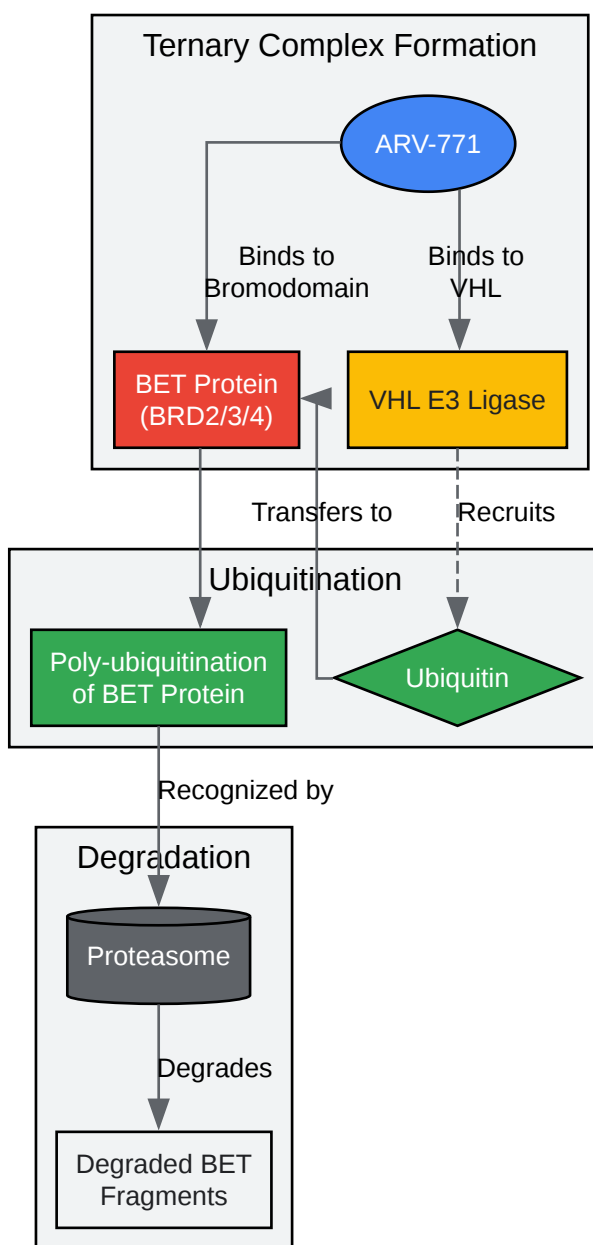 Ternary Complex Formation
ARV-771
Binds to
Bromodomain
Binds to
VHL
BET Protein
(BRD2/3/4)
VHL E3 Ligase
Transfers to
Recruits
Ubiquitination
Poly-ubiquitination
of BET Protein
Ubiquitin
Recognized by
Degradation
Proteasome
Degrades
Degraded BET
Fragments